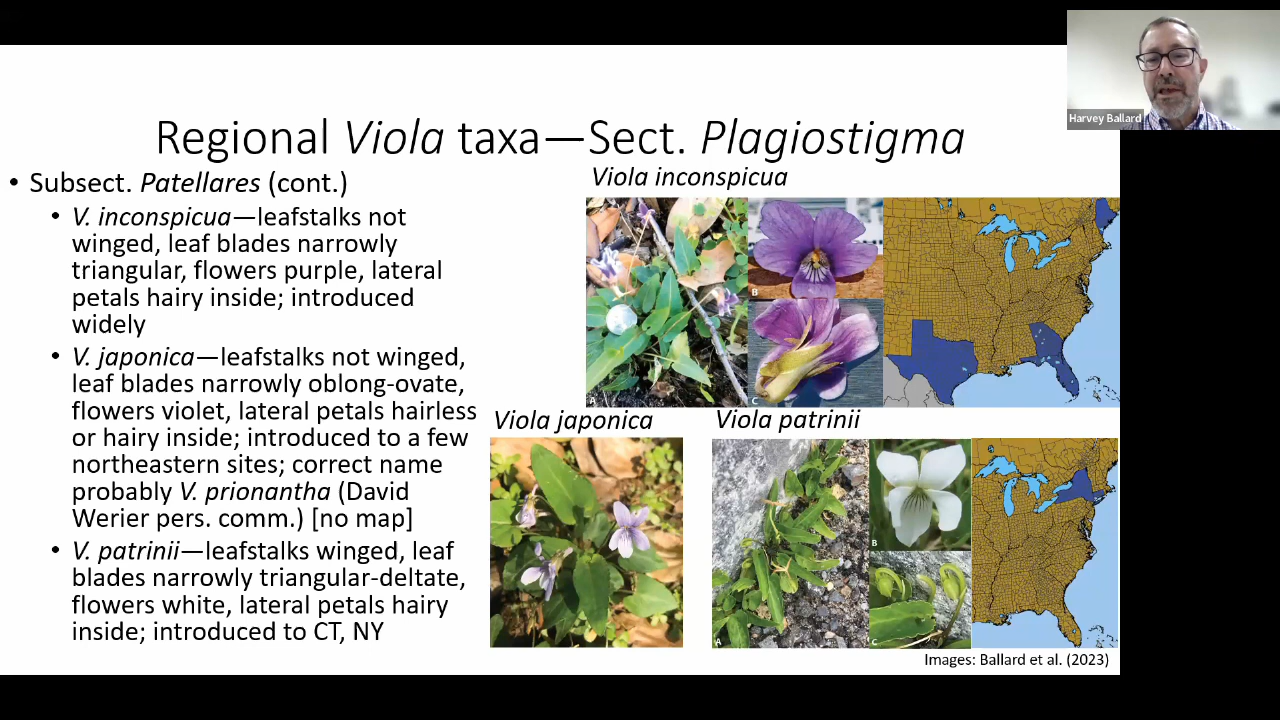 Harvey Ballard
Regional Viola taxa—Sect. Plagiostigma
• Subsect. Patellares (cont.)
• V. inconspicua—leafstalks not
winged, leaf blades narrowly
triangular, flowers purple, lateral
petals hairy inside; introduced
widely
• V. japonica—leafstalks not winged,
leaf blades narrowly oblong-ovate,
flowers violet, lateral petals hairless
or hairy inside; introduced to a few
northeastern sites; correct name
probably V. prionantha (David
Werier pers. comm.) [no map]
• V. patrinii—leafstalks winged, leaf
blades narrowly triangular-deltate,
flowers white, lateral petals hairy
inside; introduced to CT, NY
Viola inconspicua
A
B
C
Viola japonica
Viola patrinii
A
B
C
Images: Ballard et al. (2023)